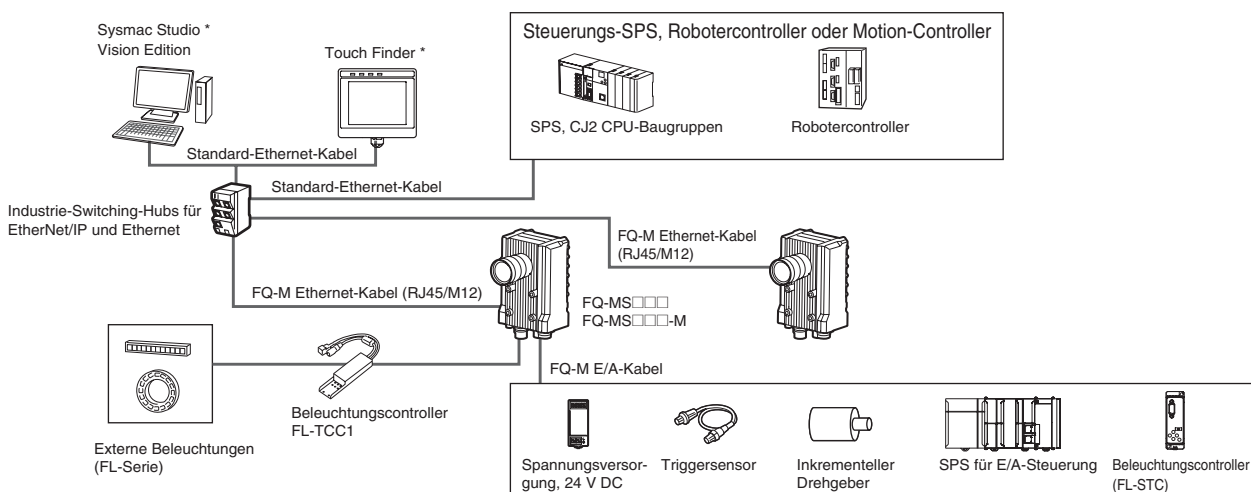 Sysmac Studio *
Vision Edition
Touch Finder *
Steuerungs-SPS, Robotercontroller oder Motion-Controller
SPS, CJ2 CPU-Baugruppen
Robotercontroller
Standard-Ethernet-Kabel
Standard-Ethernet-Kabel
Industrie-Switching-Hubs für
EtherNet/IP und Ethernet
FQ-M Ethernet-Kabel
(RJ45/M12)
FQ-M Ethernet-Kabel (RJ45/M12)
FQ-MS□□□
FQ-MS□□□-M
FQ-M E/A-Kabel
Beleuchtungscontroller
FL-TCC1
Externe Beleuchtungen
(FL-Serie)
Spannungsversor-
gung, 24 V DC
Triggersensor
Inkrementeller
Drehgeber
SPS für E/A-Steuerung
Beleuchtungscontroller
(FL-STC)